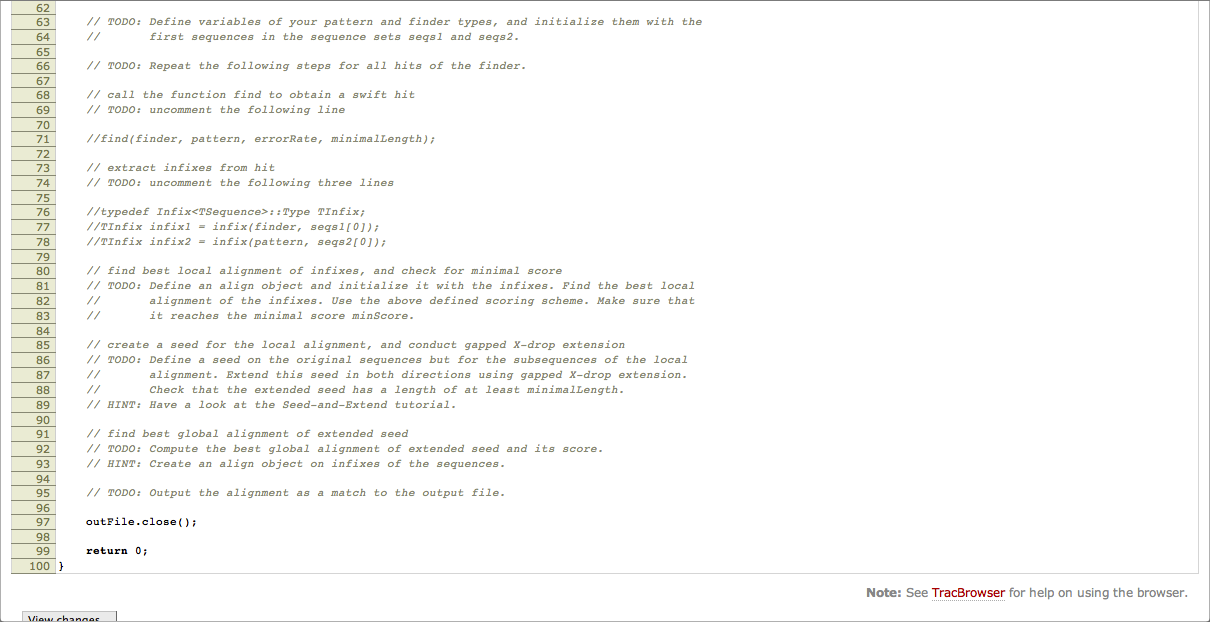 62
63 // TODO: Define variables of your pattern and finder types, and initialize them with the
64 // first sequences in the sequence sets seqs1 and seqs2.
65
66 // TODO: Repeat the following steps for all hits of the finder.
67
68 // call the function find to obtain a swift hit
69 // TODO: uncomment the following line
70
71 //find(finder, pattern, errorRate, minimalLength);
72
73 // extract infixes from hit
74 // TODO: uncomment the following three lines
75
76 //typedef Infix<TSequence>::Type TInfix;
77 //TInfix infix1 = infix(finder, seqs1[0]);
78 //TInfix infix2 = infix(pattern, seqs2[0]);
79
80 // find best local alignment of infixes, and check for minimal score
81 // TODO: Define an align object and initialize it with the infixes. Find the best local
82 // alignment of the infixes. Use the above defined scoring scheme. Make sure that
83 // it reaches the minimal score minScore.
84
85 // create a seed for the local alignment, and conduct gapped X-drop extension
86 // TODO: Define a seed on the original sequences but for the subsequences of the local
87 // alignment. Extend this seed in both directions using gapped X-drop extension.
88 // Check that the extended seed has a length of at least minimalLength.
89 // HINT: Have a look at the Seed-and-Extend tutorial.
90
91 // find best global alignment of extended seed
92 // TODO: Compute the best global alignment of extended seed and its score.
93 // HINT: Create an align object on infixes of the sequences.
94
95 // TODO: Output the alignment as a match to the output file.
96
97 outFile.close();
98
99 return 0;
100 }
Note: See TracBrowser for help on using the browser.
View changes...